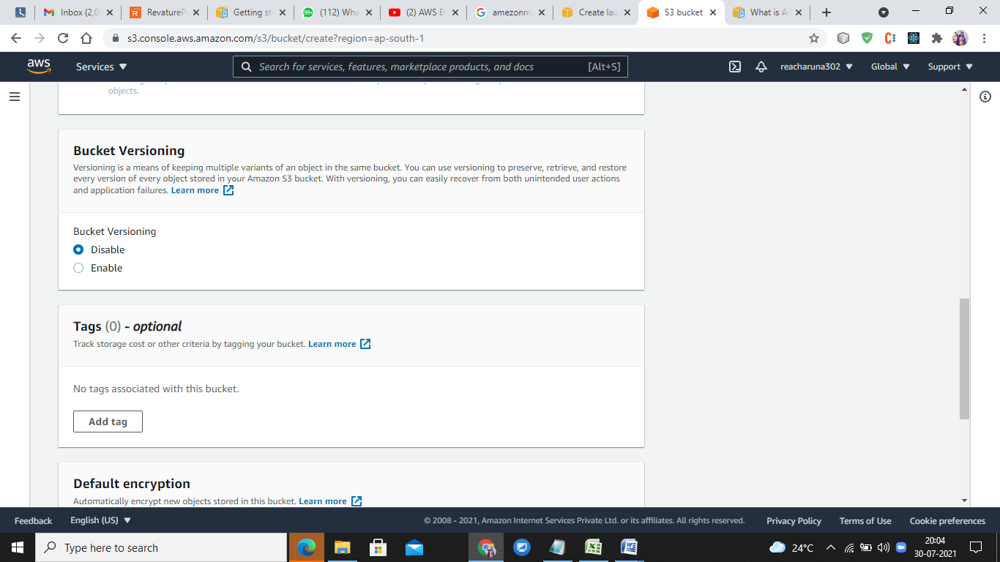 Inbox (2,0
RevatureP
Getting st
(112) Wha
(2) AWS EC
amezonm
Create lau
S3 bucket
What is A
s3.console.aws.amazon.com/s3/bucket/create?region=ap-south-1
aws
Services
Search for services, features, marketplace products, and docs
[Alt+S]
reacharuna302
Global
Support
objects.
Bucket Versioning
Versioning is a means of keeping multiple variants of an object in the same bucket. You can use versioning to preserve, retrieve, and restore
every version of every object stored in your Amazon S3 bucket. With versioning, you can easily recover from both unintended user actions
and application failures. Learn more
Bucket Versioning
Disable
Enable
Tags (0) - optional
Track storage cost or other criteria by tagging your bucket. Learn more
No tags associated with this bucket.
Add tag
Default encryption
Automatically encrypt new objects stored in this bucket. Learn more
Feedback
English (US)
© 2008 - 2021, Amazon Internet Services Private Ltd. or its affiliates. All rights reserved.
Privacy Policy
Terms of Use
Cookie preferences
Type here to search
24°C
20:04
30-07-2021